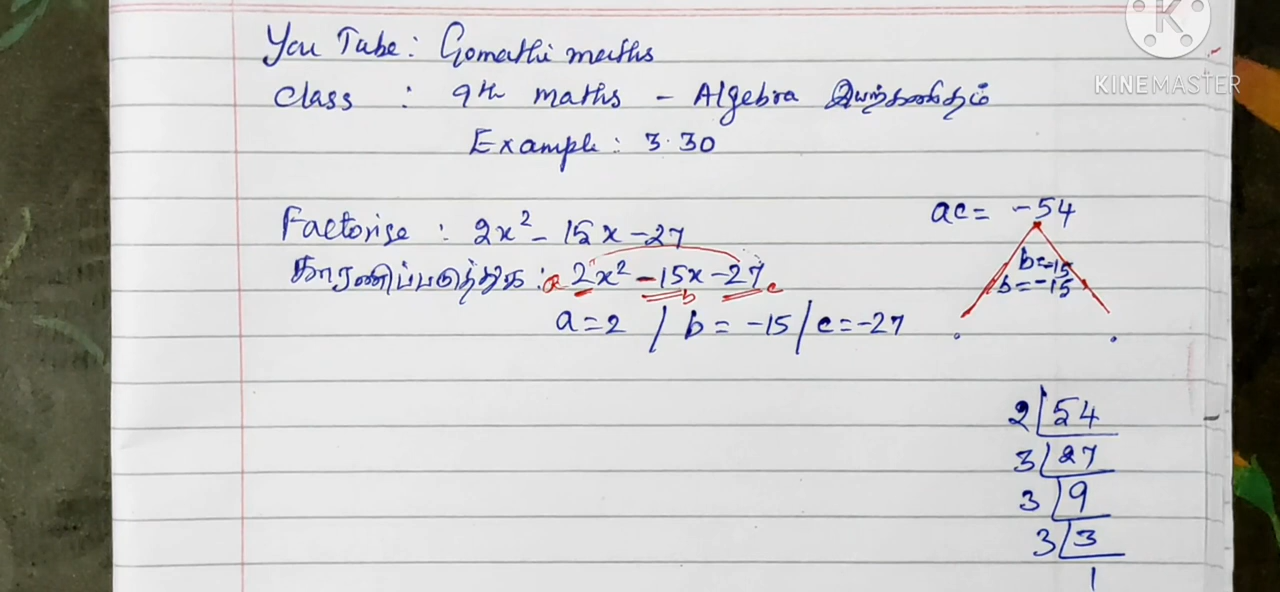 K
KINEMASTER
You Tube: Gomathi maths
Class : 9th maths - Algebra இயற்கணிதம்
Example: 3.30
Factorise : 2x² - 15x - 27
காரணிப்படுத்துக : a 2x² - 15x - 27 c
b
a = 2 / b = -15 / c = -27
ac = -54
b = -15
b = -15
2 54
3 27
3 9
3 3
1